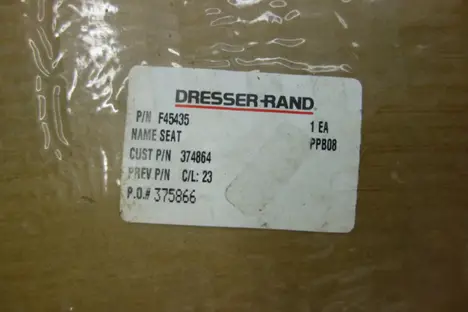 DRESSER-RAND
P/N F45435 1 EA
NAME SEAT PPB08
CUST P/N 374864
PREV P/N C/L: 23
P.O.# 375866